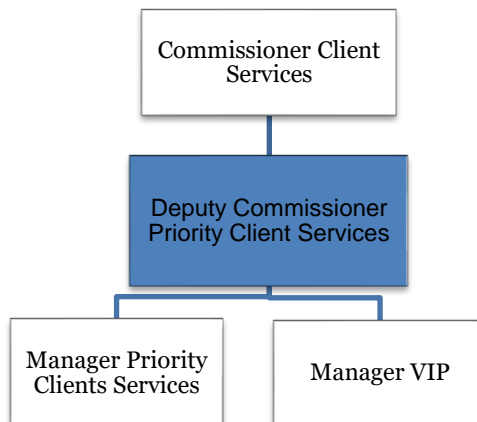 Commissioner Client
Services
Deputy Commissioner
Priority Client Services
Manager Priority
Clients Services
Manager VIP